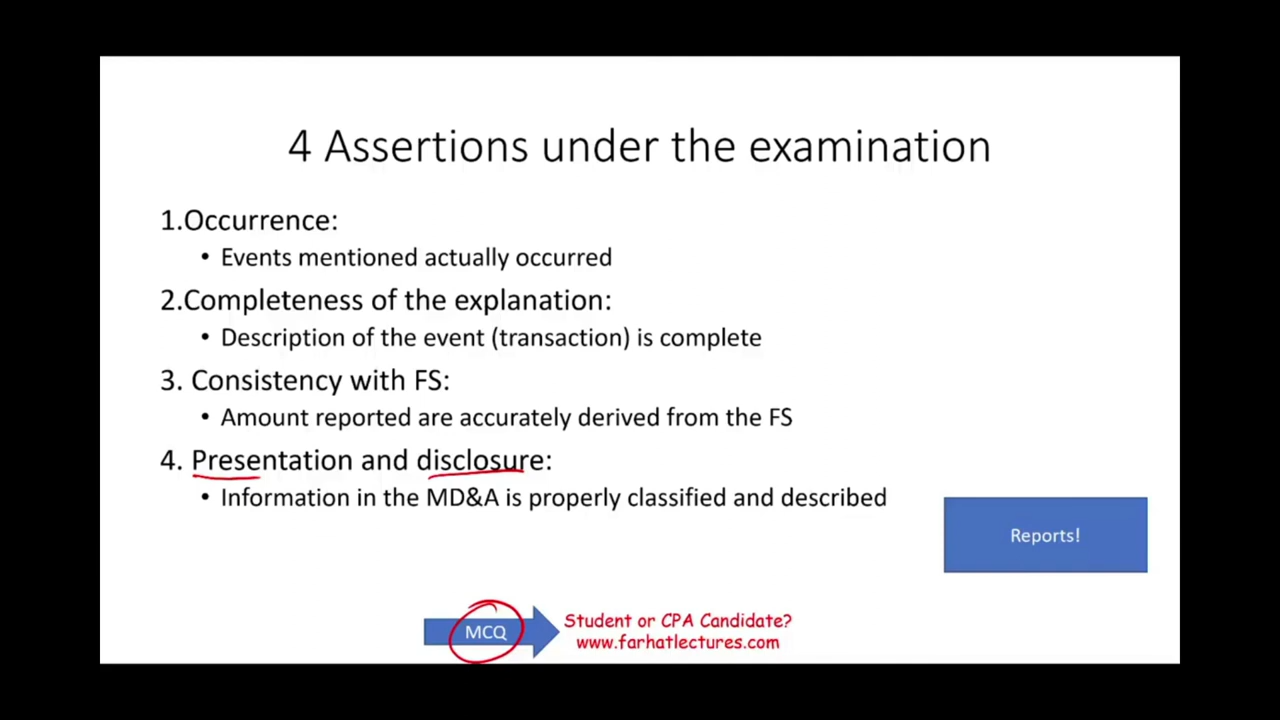 4 Assertions under the examination
1.Occurrence:
• Events mentioned actually occurred
2.Completeness of the explanation:
• Description of the event (transaction) is complete
3. Consistency with FS:
• Amount reported are accurately derived from the FS
4. Presentation and disclosure:
• Information in the MD&A is properly classified and described
Reports!
MCQ
Student or CPA Candidate?
www.farhatlectures.com